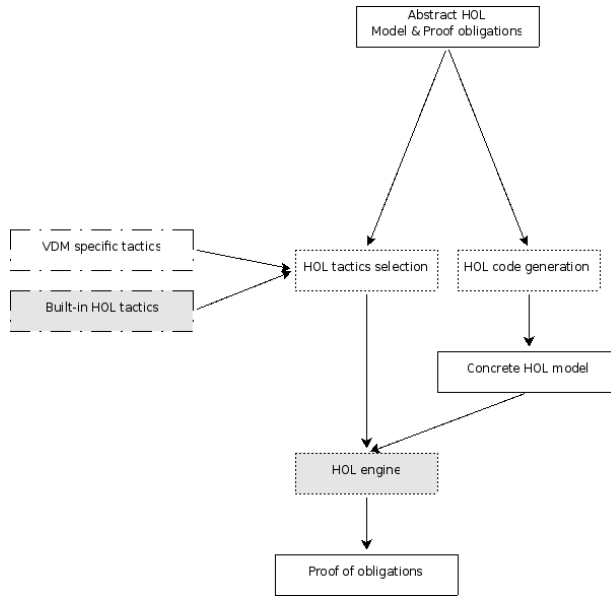 Abstract HOL
Model & Proof obligations
VDM specific tactics
HOL tactics selection
HOL code generation
Built-in HOL tactics
Concrete HOL model
HOL engine
Proof of obligations